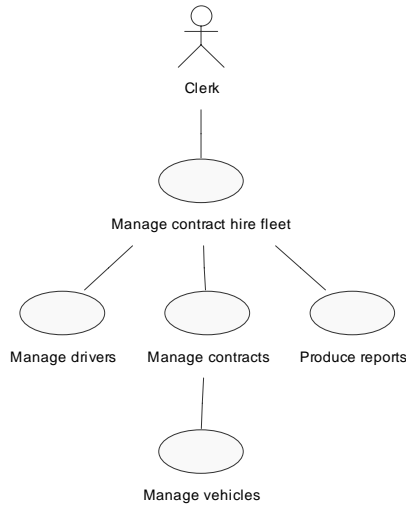 Clerk
Manage contract hire fleet
Manage drivers
Manage contracts
Produce reports
Manage vehicles